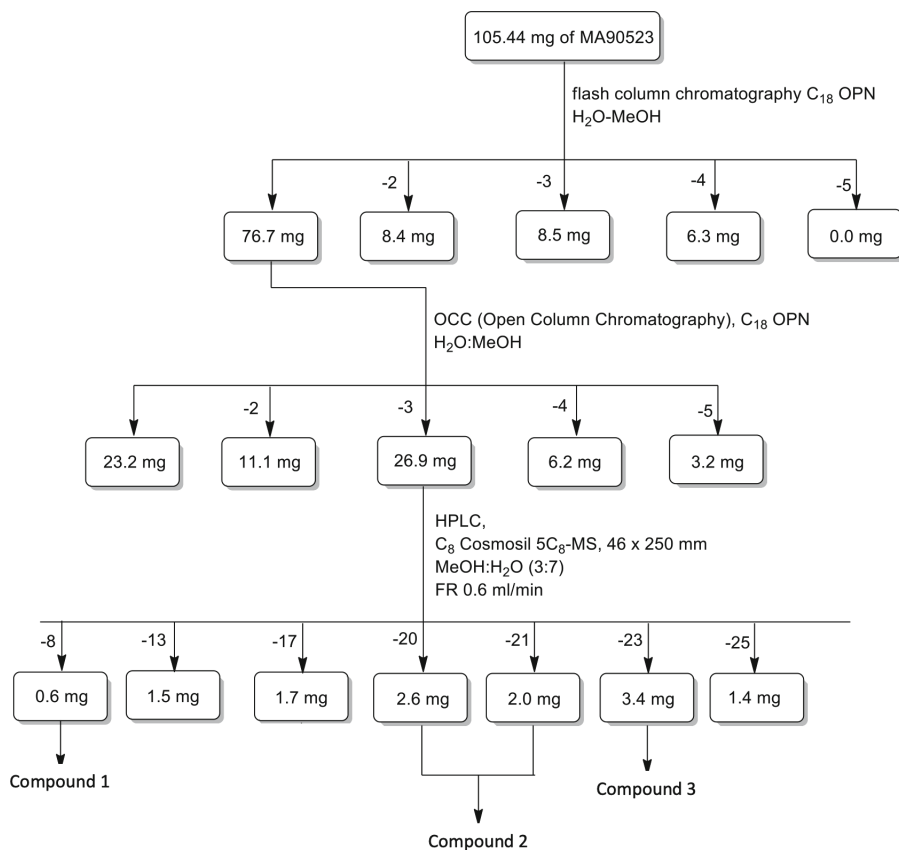 105.44 mg of MA90523
flash column chromatography C₁₈ OPN
H₂O-MeOH
-2
-3
-4
-5
76.7 mg
8.4 mg
8.5 mg
6.3 mg
0.0 mg
OCC (Open Column Chromatography), C₁₈ OPN
H₂O:MeOH
-2
-3
-4
-5
23.2 mg
11.1 mg
26.9 mg
6.2 mg
3.2 mg
HPLC,
C₈ Cosmosil 5C₈-MS, 46 x 250 mm
MeOH:H₂O (3:7)
FR 0.6 ml/min
-8
-13
-17
-20
-21
-23
-25
0.6 mg
1.5 mg
1.7 mg
2.6 mg
2.0 mg
3.4 mg
1.4 mg
Compound 1
Compound 3
Compound 2